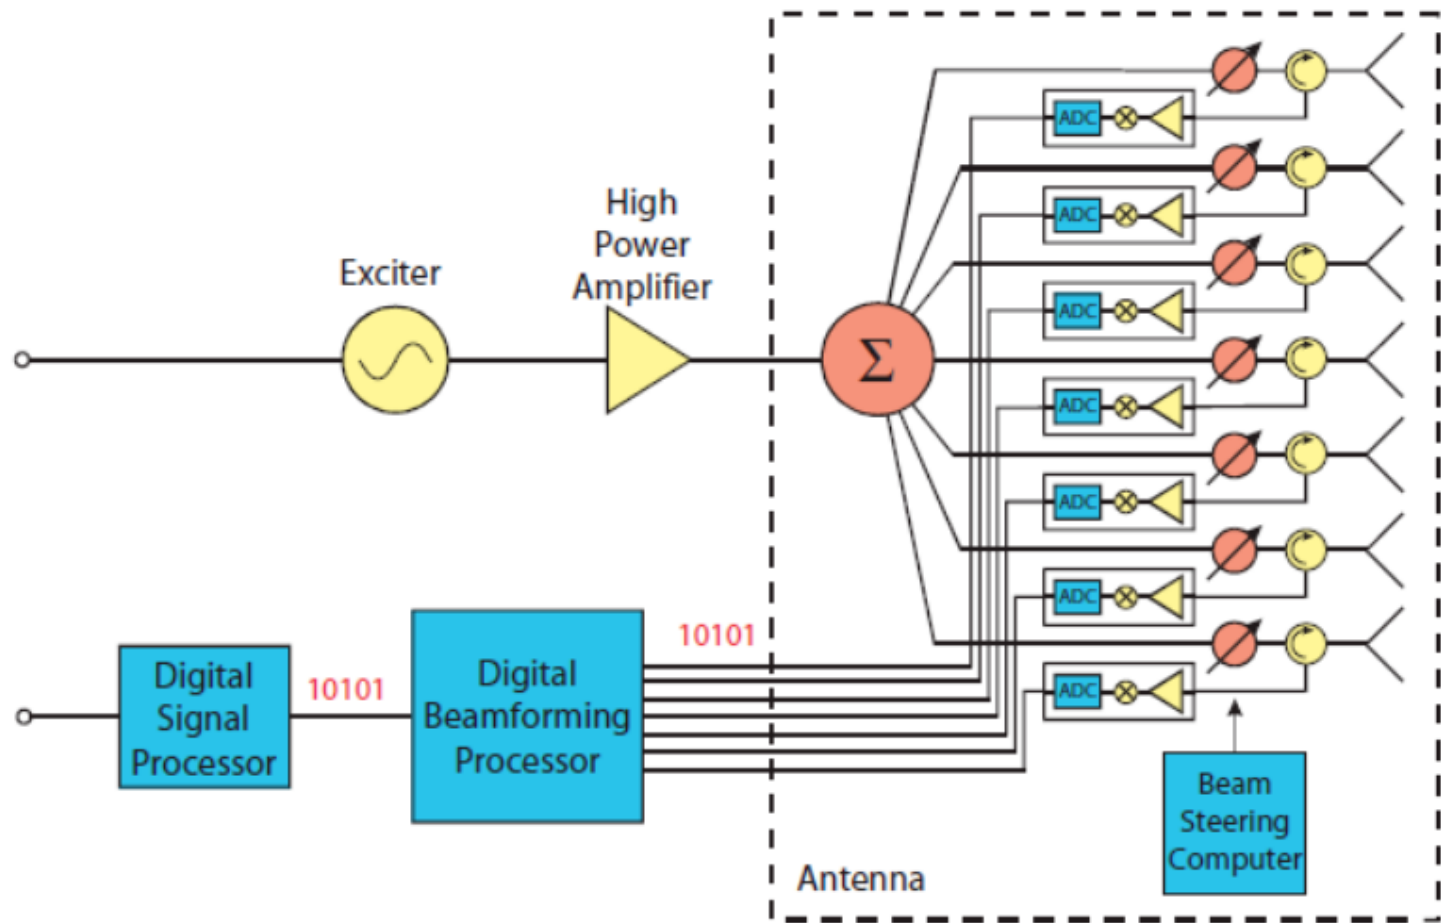 High
Power
Amplifier
Exciter
Σ
ADC
ADC
ADC
ADC
ADC
ADC
ADC
10101
Digital
Signal
Processor
10101
Digital
Beamforming
Processor
Beam
Steering
Computer
Antenna